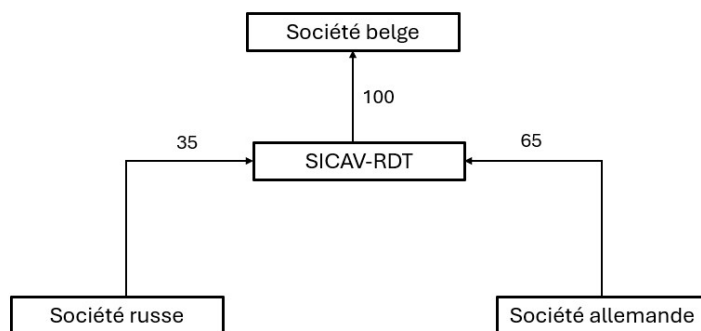 Société belge
100
35
65
SICAV-RDT
Société russe
Société allemande